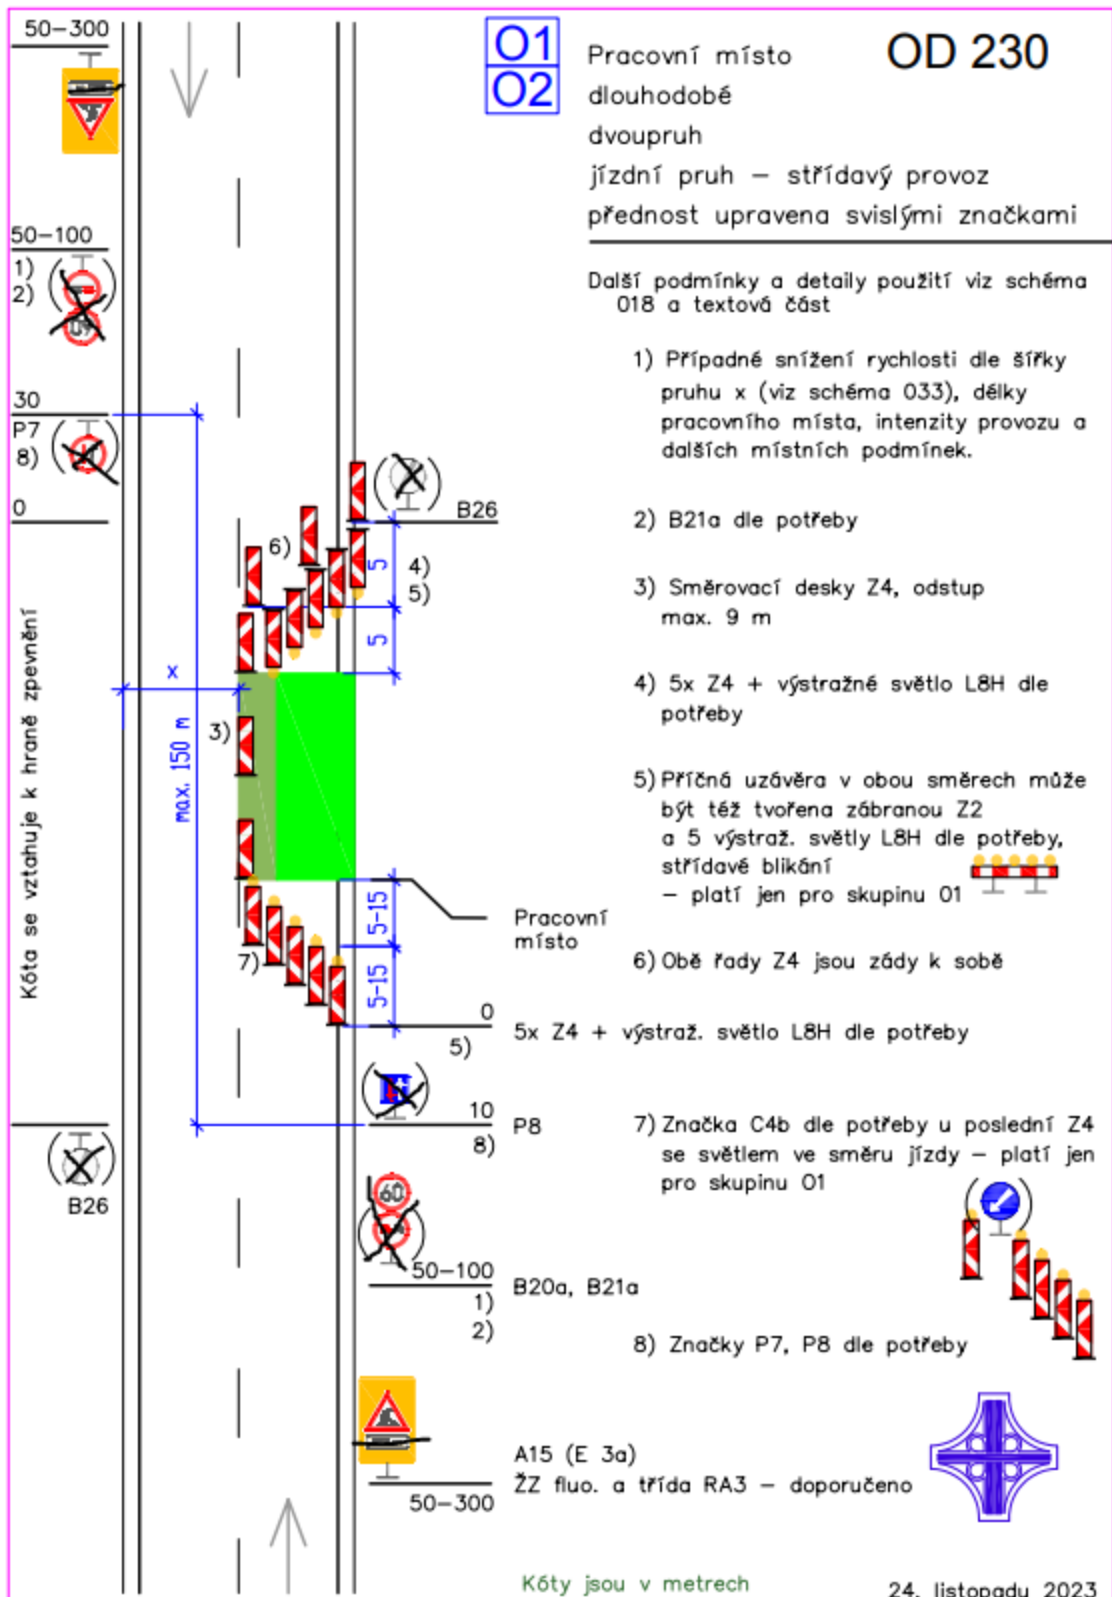 50-300
O1
O2
Pracovní místo
OD 230
dlouhodobé
dvoupruh
jízdní pruh – střídavý provoz
přednost upravena svislými značkami
50-100
1)
2)
Další podmínky a detaily použití viz schéma
018 a textová část
1) Případné snížení rychlosti dle šířky
pruhu x (viz schéma 033), délky
pracovního místa, intenzity provozu a
dalších místních podmínek.
30
P7
8)
0
B26
2) B21a dle potřeby
6)
5
4)
5)
5
3) Směrovací desky Z4, odstup
max. 9 m
Kóta se vztahuje k hraně zpevnění
x
max. 150 m
3)
4) 5x Z4 + výstražné světlo L8H dle
potřeby
5) Příčná uzávěra v obou směrech může
být též tvořena zábranou Z2
a 5 výstraž. světly L8H dle potřeby,
střídavé blikání
– platí jen pro skupinu 01
Pracovní
místo
5-15
5-15
7)
6) Obě řady Z4 jsou zády k sobě
0
5)
5x Z4 + výstraž. světlo L8H dle potřeby
10
8)
P8
B26
7) Značka C4b dle potřeby u poslední Z4
se světlem ve směru jízdy – platí jen
pro skupinu 01
60
50-100
1)
2)
B20a, B21a
8) Značky P7, P8 dle potřeby
A15 (E 3a)
ŽZ fluo. a třída RA3 – doporučeno
50-300
Kóty jsou v metrech
24. listopadu 2023